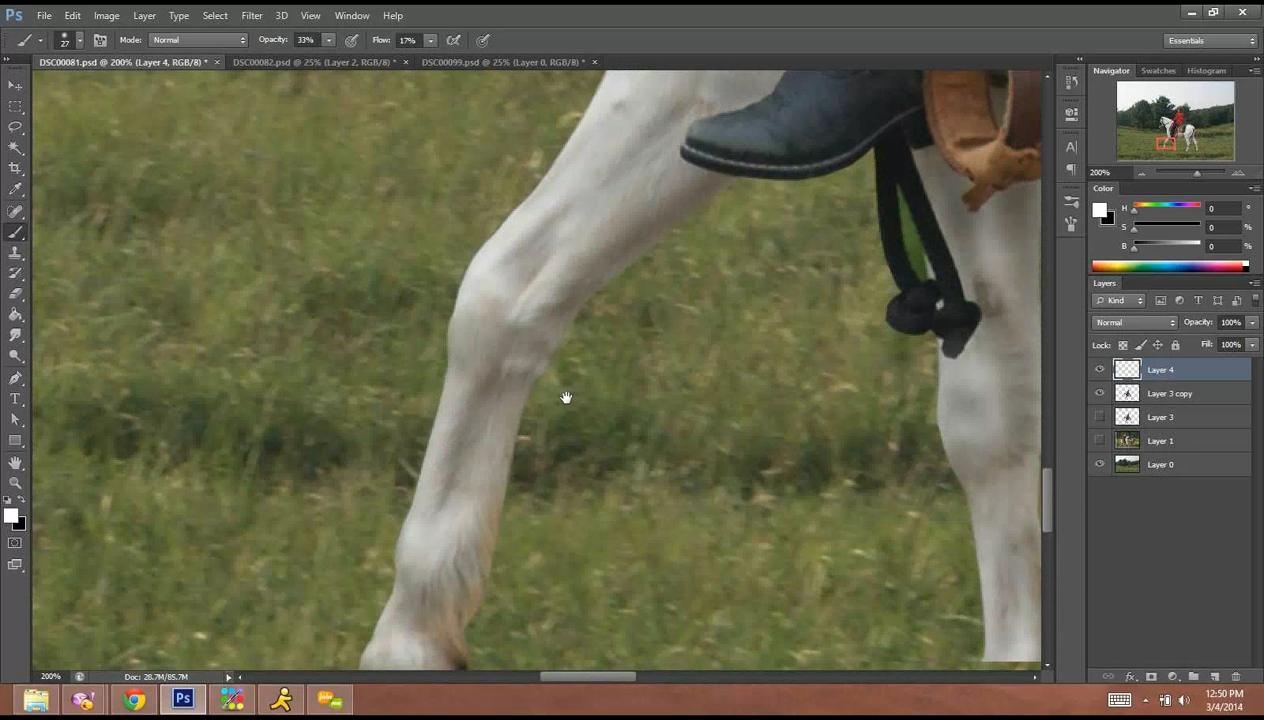 Ps File Edit Image Layer Type Select Filter 3D View Window Help
27 Mode: Normal Opacity: 33% Flow: 17% Essentials
DSC00081.psd @ 200% (Layer 4, RGB/8) * × DSC00082.psd @ 25% (Layer 2, RGB/8) * × DSC00099.psd @ 25% (Layer 0, RGB/8) * ×
Navigator Swatches Histogram
200%
Color
H 0 °
S 0 %
B 0 %
Layers
Kind
Normal Opacity: 100%
Lock: Fill: 100%
Layer 4
Layer 3 copy
Layer 3
Layer 1
Layer 0
200% Doc: 28.7M/85.7M
fx
Ps
12:50 PM
3/4/2014